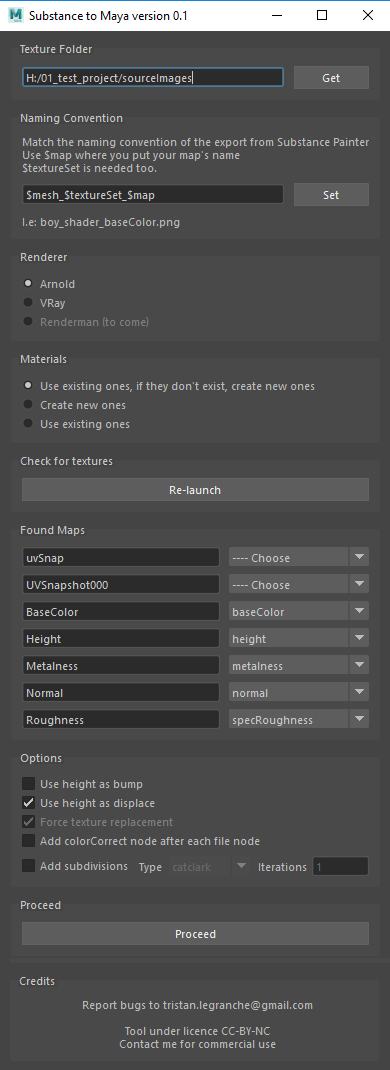 Substance to Maya version 0.1
Texture Folder
H:/01_test_project/sourceImages
Get
Naming Convention
Match the naming convention of the export from Substance Painter
Use $map where you put your map's name
$textureSet is needed too.
$mesh_$textureSet_$map
Set
I.e: boy_shader_baseColor.png
Renderer
Arnold
VRay
Renderman (to come)
Materials
Use existing ones, if they don't exist, create new ones
Create new ones
Use existing ones
Check for textures
Re-launch
Found Maps
uvSnap
---- Choose
UVSnapshot000
---- Choose
BaseColor
baseColor
Height
height
Metalness
metalness
Normal
normal
Roughness
specRoughness
Options
Use height as bump
Use height as displace
Force texture replacement
Add colorCorrect node after each file node
Add subdivisions Type catclark Iterations 1
Proceed
Proceed
Credits
Report bugs to tristan.legranche@gmail.com
Tool under licence CC-BY-NC
Contact me for commercial use